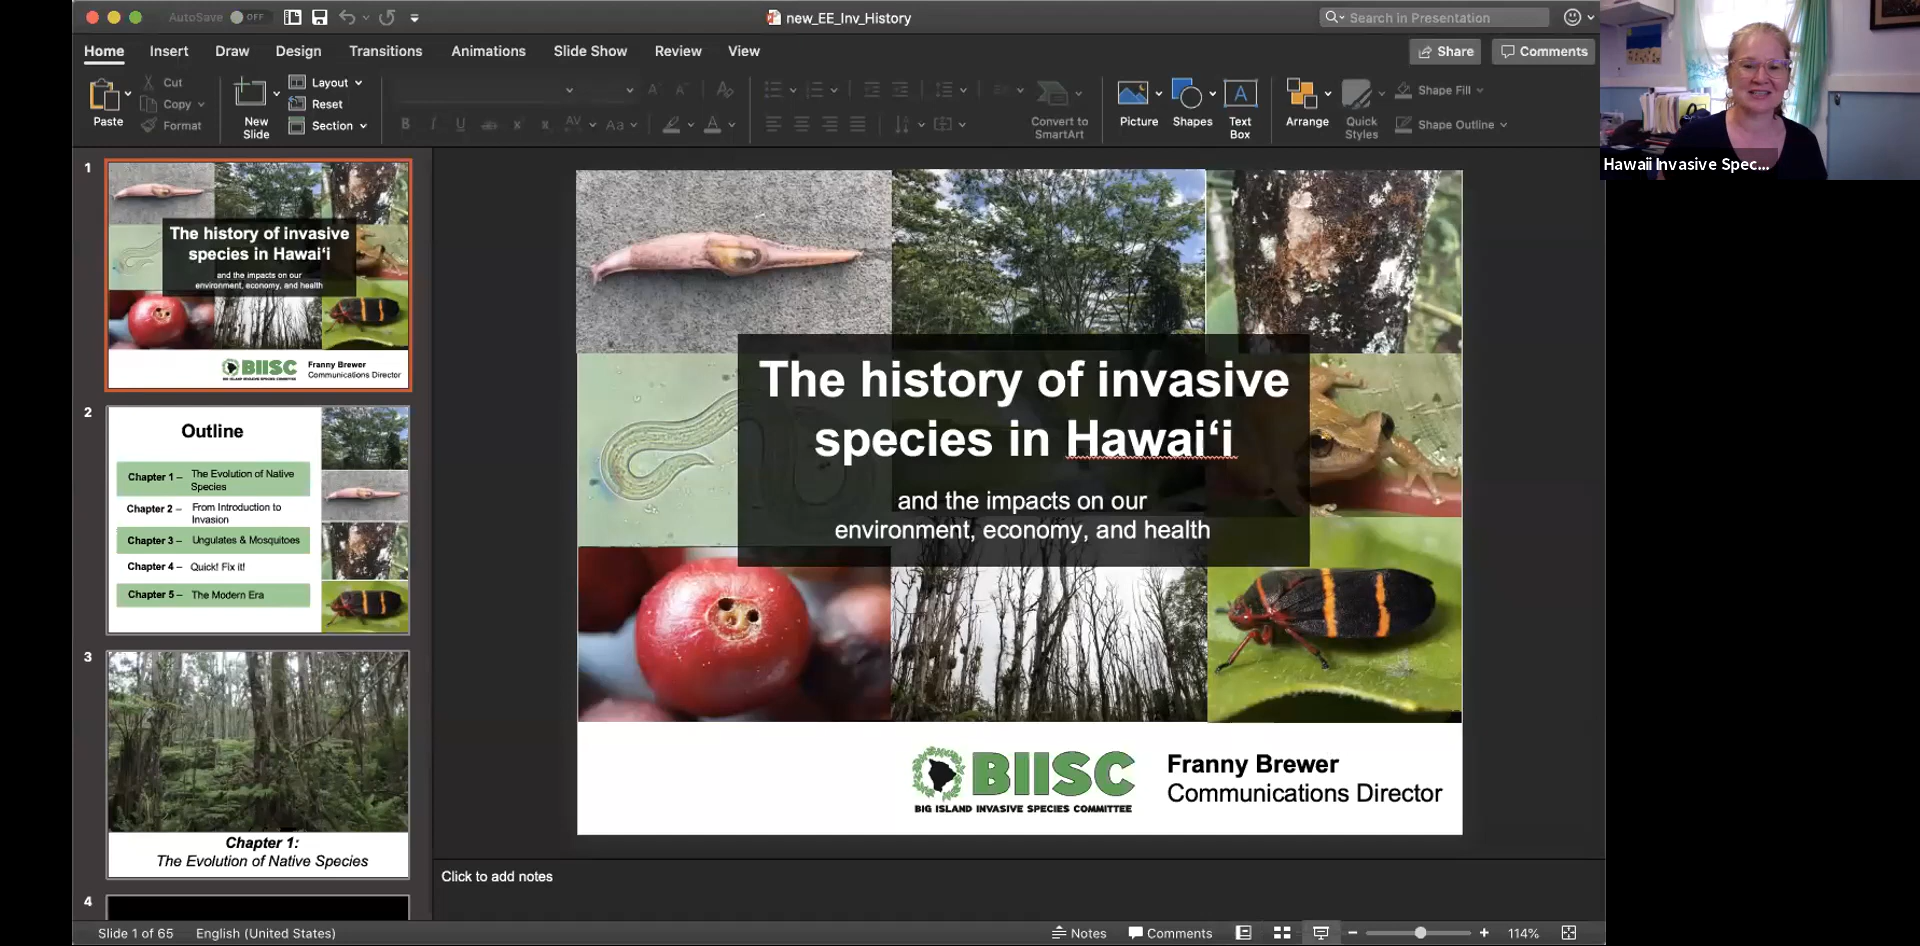 AutoSave OFF
new_EE_Inv_History
Search in Presentation
Home Insert Draw Design Transitions Animations Slide Show Review View
Share Comments
Paste
Cut
Copy
Format
New Slide
Layout
Reset
Section
Convert to SmartArt
Picture
Shapes
Text Box
Arrange
Quick Styles
Shape Fill
Shape Outline
Hawaii Invasive Spec...
1
The history of invasive
species in Hawai‘i
and the impacts on our
environment, economy, and health
BIISC
BIG ISLAND INVASIVE SPECIES COMMITTEE
Franny Brewer
Communications Director
2
Outline
Chapter 1 – The Evolution of Native
Species
Chapter 2 – From Introduction to
Invasion
Chapter 3 – Ungulates & Mosquitoes
Chapter 4 – Quick! Fix it!
Chapter 5 – The Modern Era
3
Chapter 1:
The Evolution of Native Species
4
The history of invasive
species in Hawai‘i
and the impacts on our
environment, economy, and health
BIISC
BIG ISLAND INVASIVE SPECIES COMMITTEE
Franny Brewer
Communications Director
Click to add notes
Slide 1 of 65 English (United States)
Notes Comments 114%